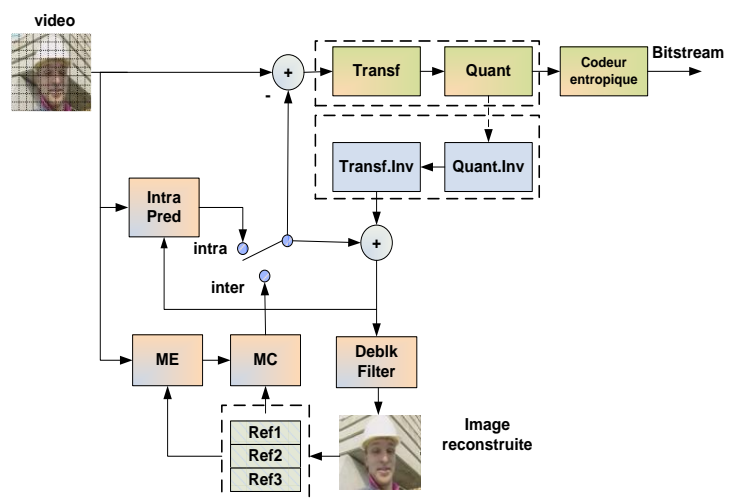 video
Transf
Quant
Codeur
entropique
Bitstream
+
-
Transf.Inv
Quant.Inv
Intra
Pred
intra
+
inter
ME
MC
Deblk
Filter
Ref1
Ref2
Ref3
Image
reconstruite